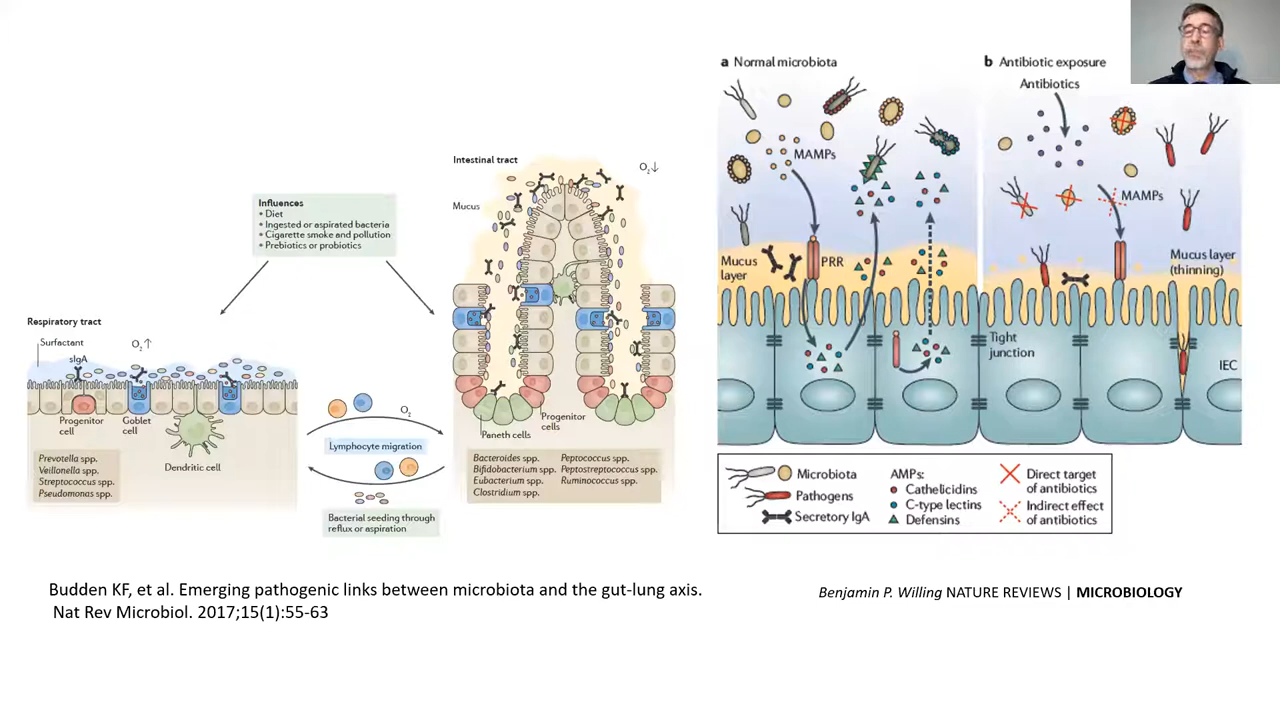 Influences
• Diet
• Ingested or aspirated bacteria
• Cigarette smoke and pollution
• Prebiotics or probiotics
Respiratory tract
Surfactant
sIgA
O₂↑
Progenitor
cell
Goblet
cell
Dendritic cell
Prevotella spp.
Veillonella spp.
Streptococcus spp.
Pseudomonas spp.
O₂
Lymphocyte migration
Bacterial seeding through
reflux or aspiration
Intestinal tract
O₂↓
Mucus
Paneth cells
Progenitor
cells
Bacteroides spp.
Bifidobacterium spp.
Eubacterium spp.
Clostridium spp.
Peptococcus spp.
Peptostreptococcus spp.
Ruminococcus spp.
a Normal microbiota
MAMPs
Mucus
layer
PRR
b Antibiotic exposure
Antibiotics
MAMPs
Mucus layer
(thinning)
Tight
junction
IEC
Microbiota
Pathogens
Secretory IgA
AMPs:
Cathelicidins
C-type lectins
Defensins
Direct target
of antibiotics
Indirect effect
of antibiotics
Budden KF, et al. Emerging pathogenic links between microbiota and the gut-lung axis.
Nat Rev Microbiol. 2017;15(1):55-63
Benjamin P. Willing NATURE REVIEWS | MICROBIOLOGY